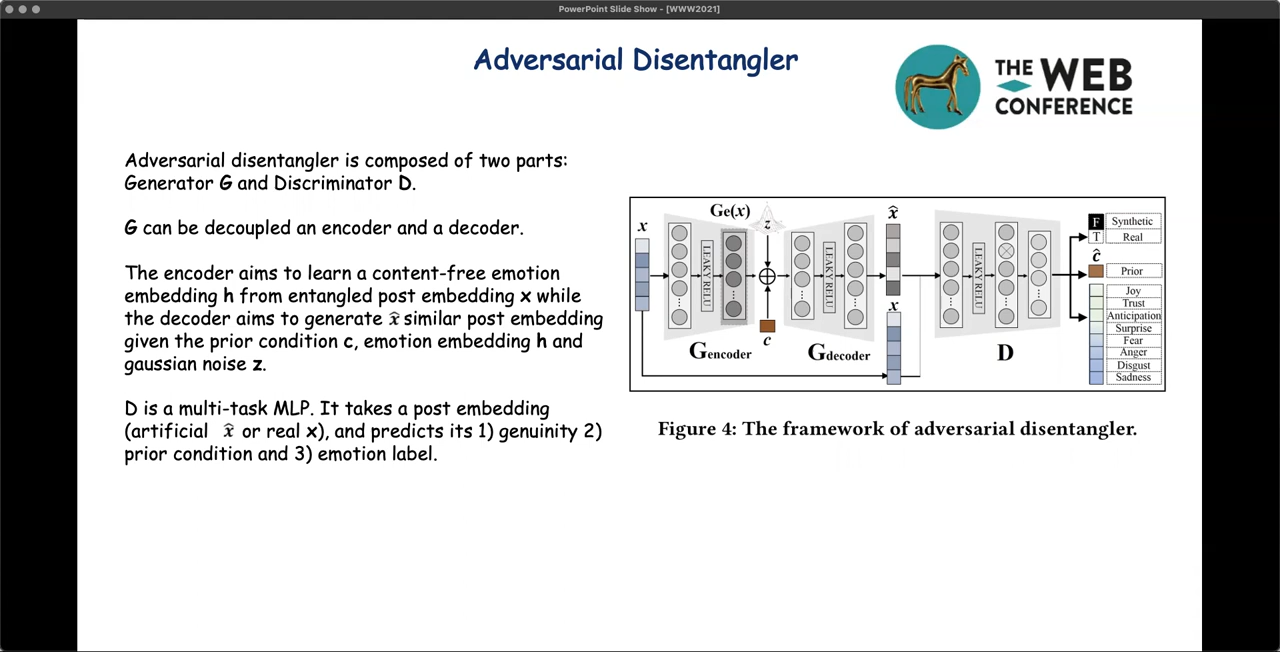 PowerPoint Slide Show - [WWW2021]
Adversarial Disentangler
THE WEB
CONFERENCE
Adversarial disentangler is composed of two parts:
Generator G and Discriminator D.
G can be decoupled an encoder and a decoder.
The encoder aims to learn a content-free emotion
embedding h from entangled post embedding x while
the decoder aims to generate x̂ similar post embedding
given the prior condition c, emotion embedding h and
gaussian noise z.
D is a multi-task MLP. It takes a post embedding
(artificial x̂ or real x), and predicts its 1) genuinity 2)
prior condition and 3) emotion label.
x
LEAKY RELU
Ge(x)
z
c
Gencoder
LEAKY RELU
Gdecoder
x̂
x
LEAKY RELU
D
F Synthetic
T Real
ĉ
Prior
Joy
Trust
Anticipation
Surprise
Fear
Anger
Disgust
Sadness
Figure 4: The framework of adversarial disentangler.